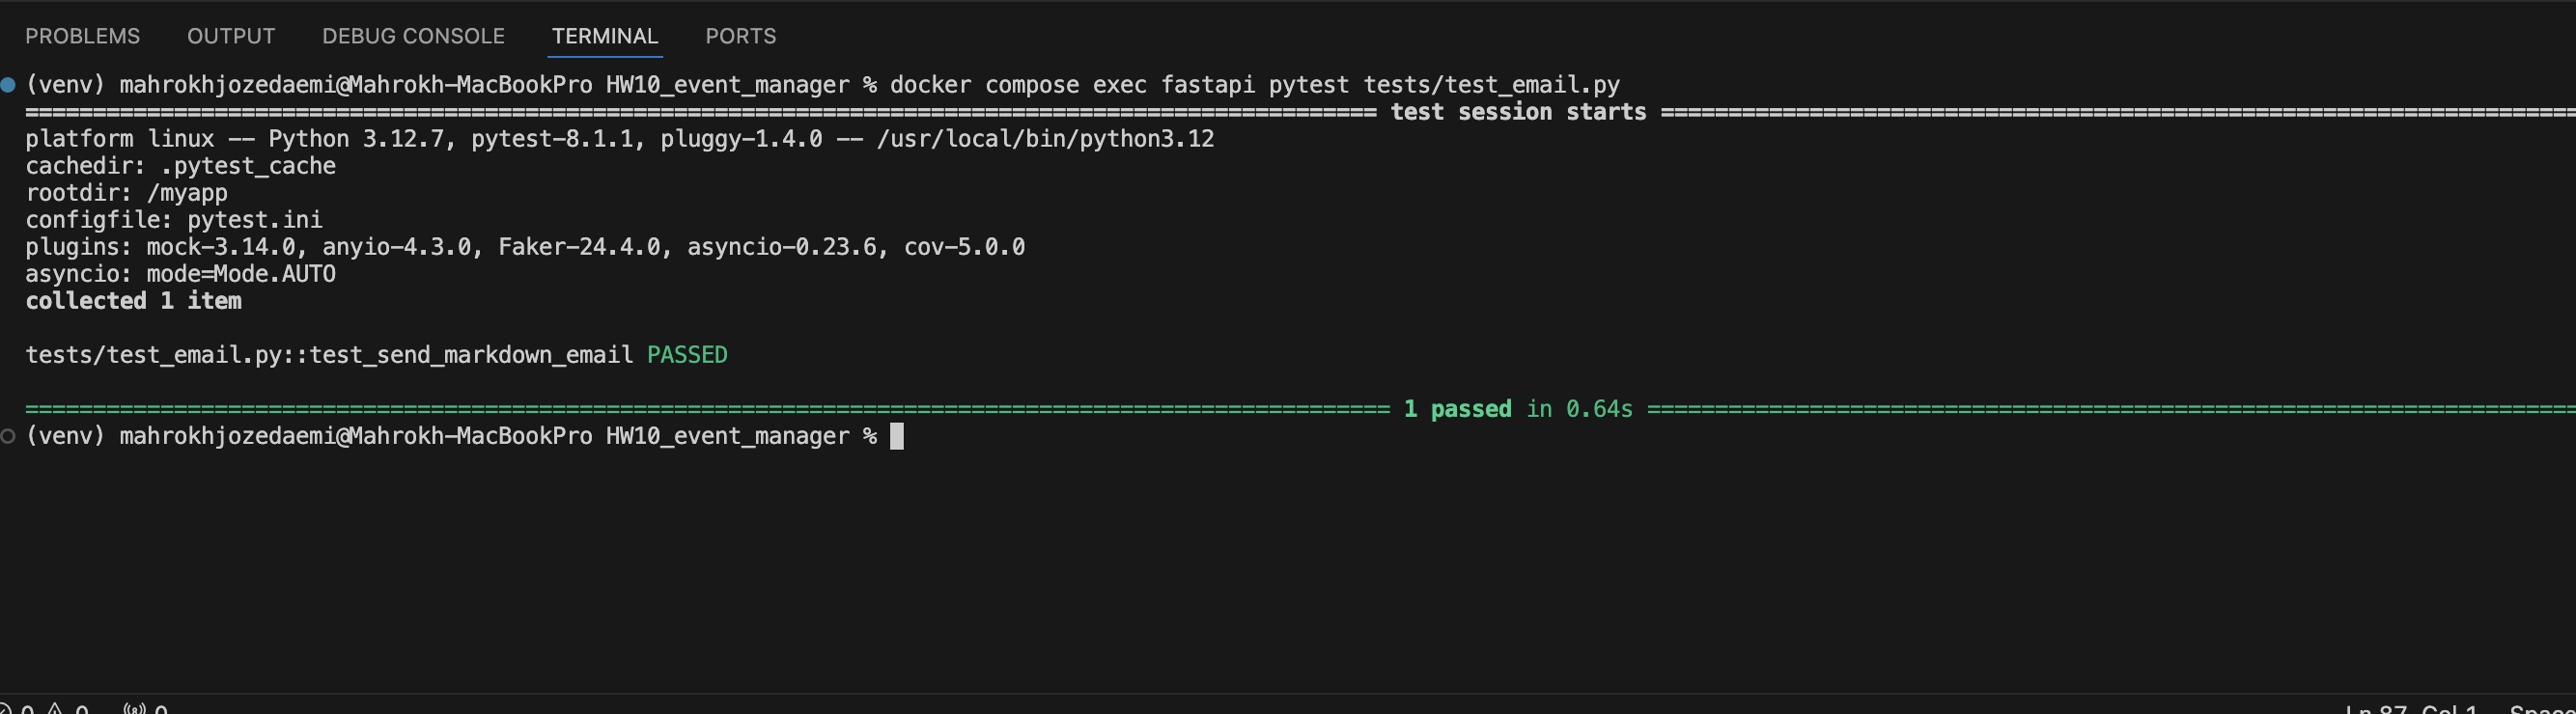 PROBLEMS OUTPUT DEBUG CONSOLE TERMINAL PORTS
(venv) mahrokhjozedaemi@Mahrokh-MacBookPro HW10_event_manager % docker compose exec fastapi pytest tests/test_email.py
===================================================================================================== test session starts =====================================================================
platform linux -- Python 3.12.7, pytest-8.1.1, pluggy-1.4.0 -- /usr/local/bin/python3.12
cachedir: .pytest_cache
rootdir: /myapp
configfile: pytest.ini
plugins: mock-3.14.0, anyio-4.3.0, Faker-24.4.0, asyncio-0.23.6, cov-5.0.0
asyncio: mode=Mode.AUTO
collected 1 item
tests/test_email.py::test_send_markdown_email PASSED
====================================================================================================== 1 passed in 0.64s ======================================================================
(venv) mahrokhjozedaemi@Mahrokh-MacBookPro HW10_event_manager %
0 0 0 Ln 87, Col 1